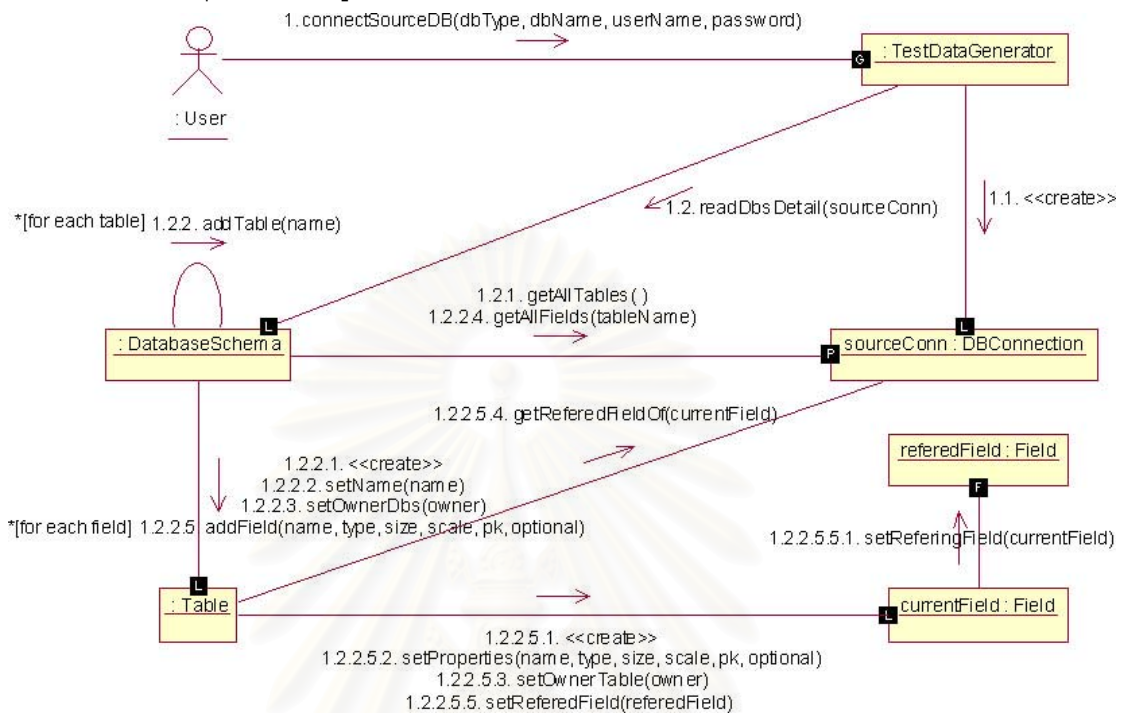 1. connectSourceDB(dbType, dbName, userName, password)
G
: TestDataGenerator
: User
1.2. readDbsDetail(sourceConn)
1.1. <<create>>
*[for each table] 1.2.2. addTable(name)
1.2.1. getAllTables( )
1.2.2.4. getAllFields(tableName)
L
: DatabaseSchema
P
L
sourceConn : DBConnection
1.2.2.5.4. getReferedFieldOf(currentField)
referedField : Field
F
1.2.2.1. <<create>>
1.2.2.2. setName(name)
1.2.2.3. setOwnerDbs(owner)
*[for each field] 1.2.2.5. addField(name, type, size, scale, pk, optional)
1.2.2.5.5.1. setReferingField(currentField)
L
: Table
L
currentField : Field
1.2.2.5.1. <<create>>
1.2.2.5.2. setProperties(name, type, size, scale, pk, optional)
1.2.2.5.3. setOwnerTable(owner)
1.2.2.5.5. setReferedField(referedField)